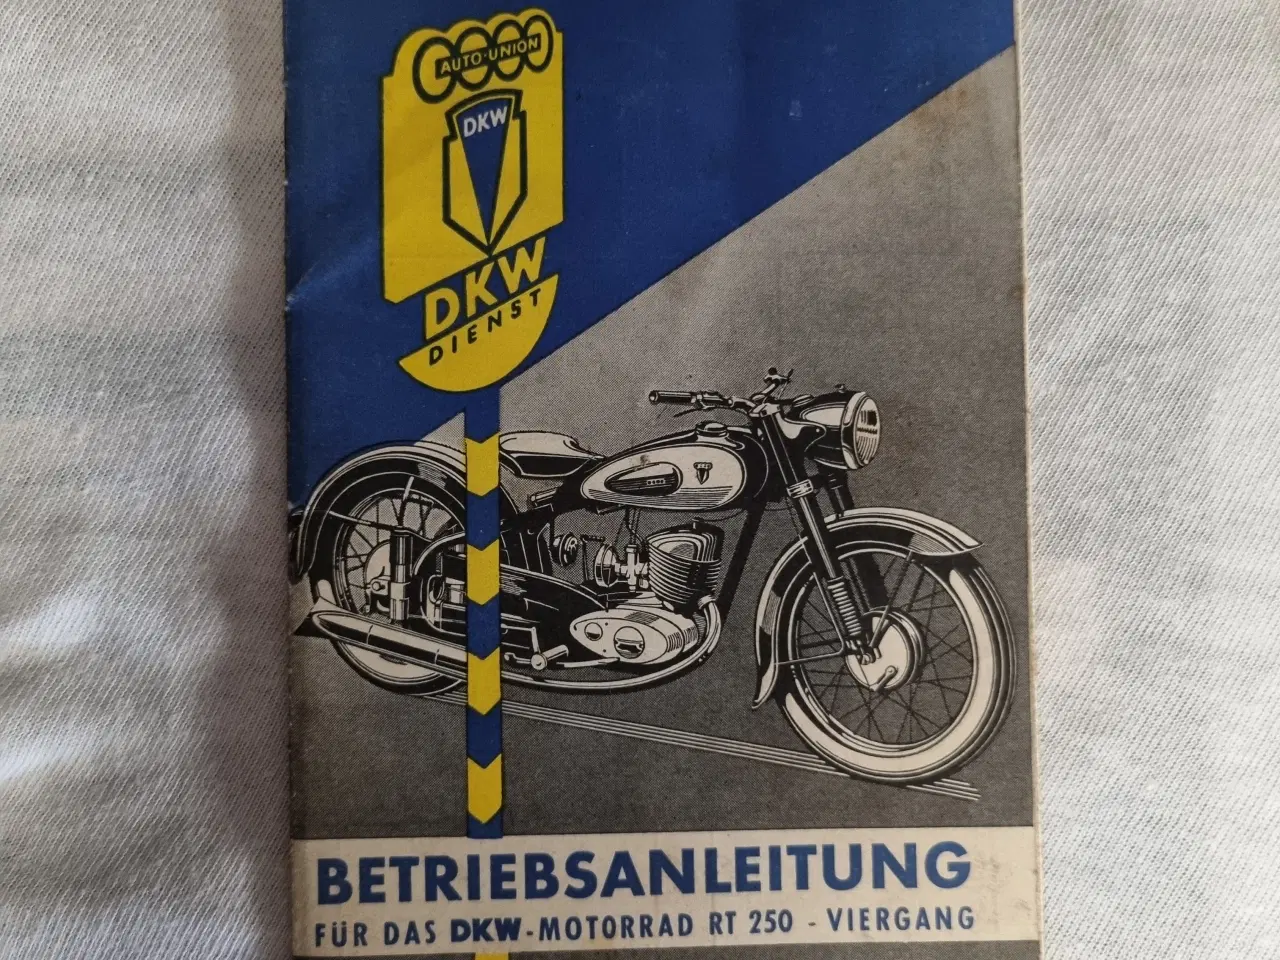 AUTO-UNION
DKW
DKW
DIENST
BETRIEBSANLEITUNG
FÜR DAS DKW-MOTORRAD RT 250 - VIERGANG